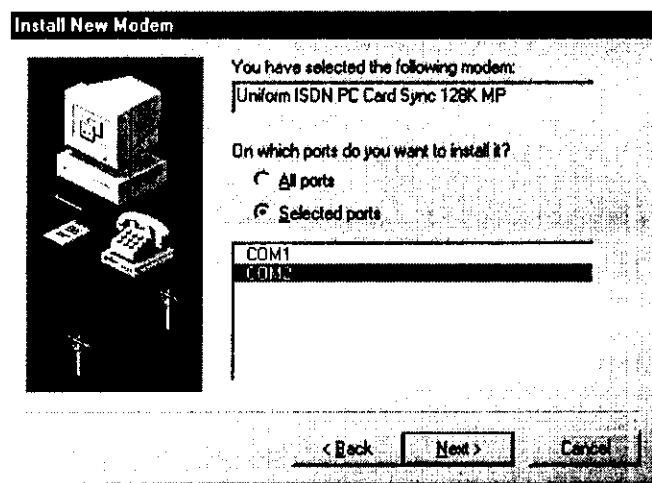 Install New Modem
You have selected the following modem:
Uniform ISDN PC Card Sync 128K MP
On which ports do you want to install it?
All ports
Selected ports
COM1
< Back
Next >
Cancel